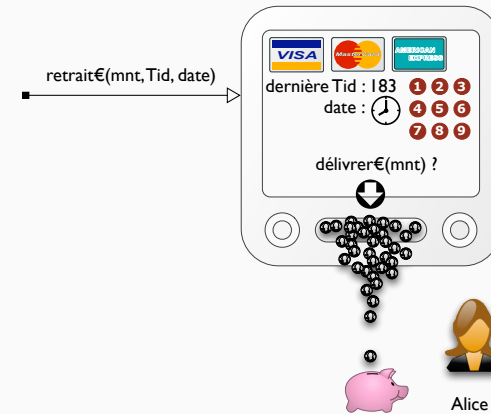 VISA
MasterCard
AMERICAN EXPRESS
retrait€(mnt, Tid, date)
dernière Tid : 183
date :
1 2 3
4 5 6
7 8 9
délivrer€(mnt) ?
Alice